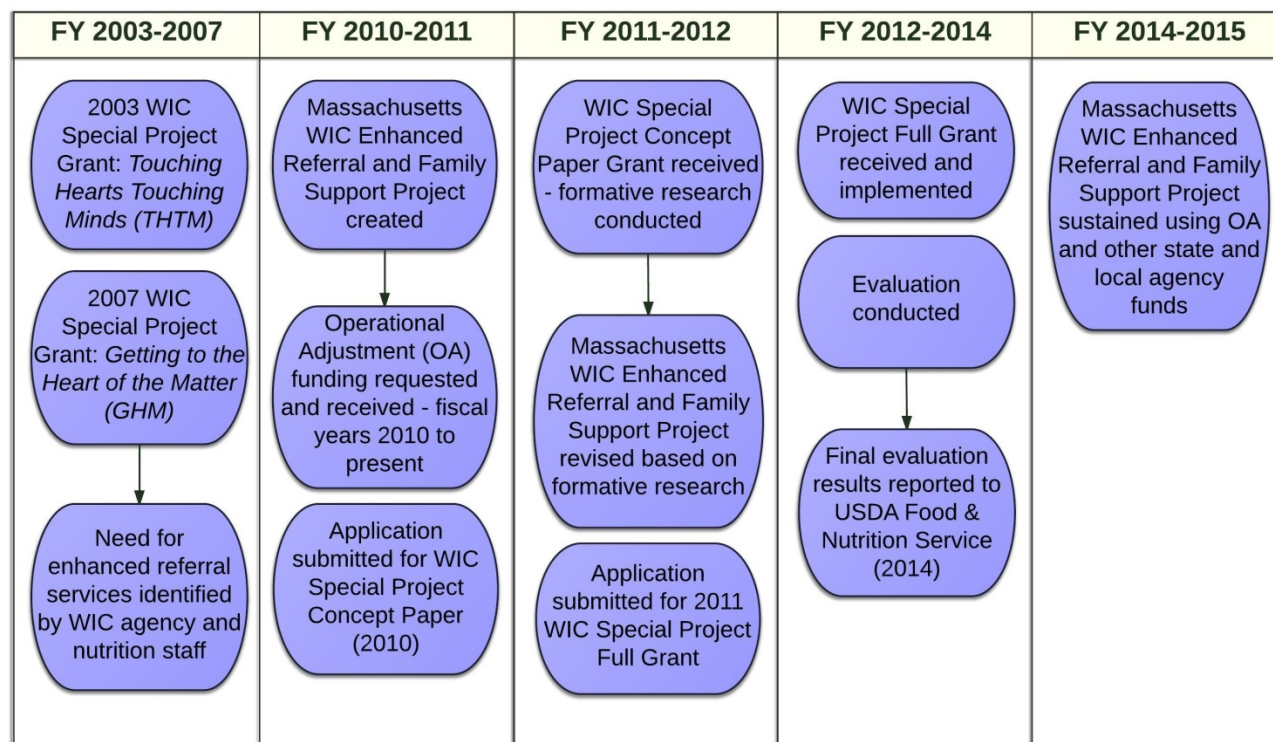 FY 2003-2007
2003 WIC
Special Project
Grant: Touching
Hearts Touching
Minds (THTM)
2007 WIC
Special Project
Grant: Getting to the
Heart of the Matter
(GHM)
Need for
enhanced referral
services identified
by WIC agency and
nutrition staff
FY 2010-2011
Massachusetts
WIC Enhanced
Referral and Family
Support Project
created
Operational
Adjustment (OA)
funding requested
and received - fiscal
years 2010 to
present
Application
submitted for WIC
Special Project
Concept Paper
(2010)
FY 2011-2012
WIC Special
Project Concept
Paper Grant received
- formative research
conducted
Massachusetts
WIC Enhanced
Referral and Family
Support Project
revised based on
formative research
Application
submitted for 2011
WIC Special Project
Full Grant
FY 2012-2014
WIC Special
Project Full Grant
received and
implemented
Evaluation
conducted
Final evaluation
results reported to
USDA Food &
Nutrition Service
(2014)
FY 2014-2015
Massachusetts
WIC Enhanced
Referral and Family
Support Project
sustained using OA
and other state and
local agency
funds